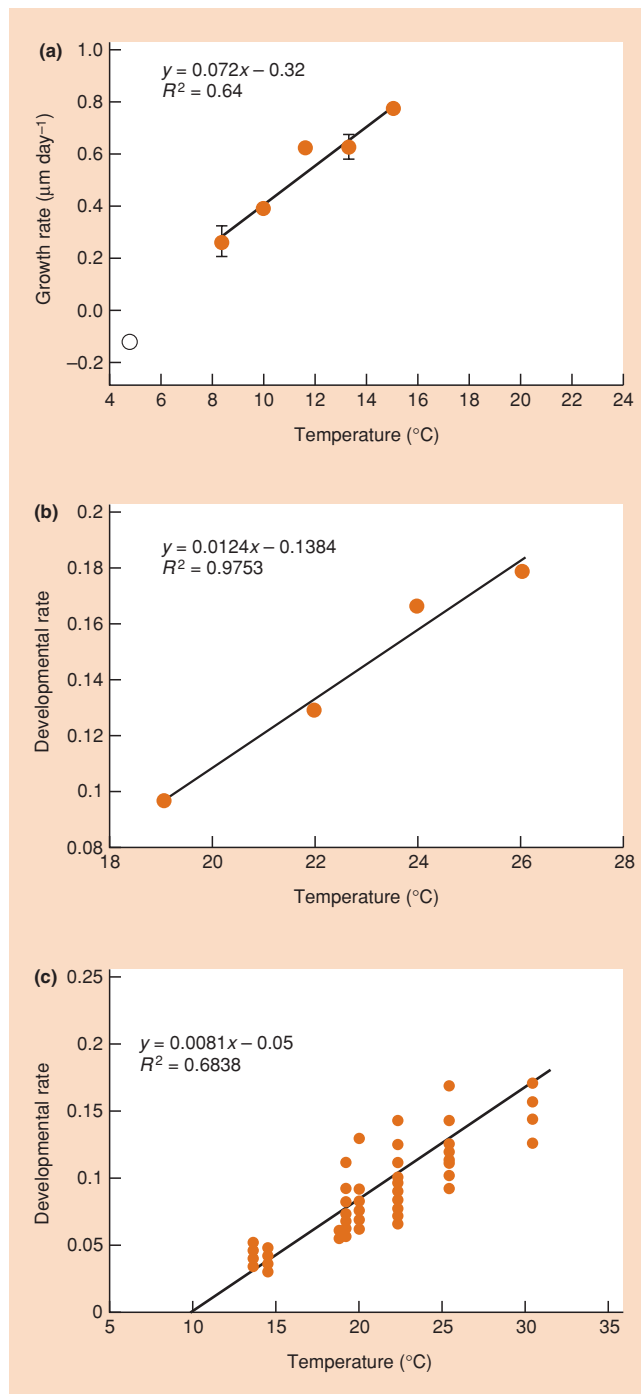 (a)
1.0
0.8
0.6
0.4
0.2
0.0
–0.2
Growth rate (μm day⁻¹)
y = 0.072x – 0.32
R² = 0.64
4 6 8 10 12 14 16 18 20 22 24
Temperature (°C)
(b)
0.2
0.18
0.16
0.14
0.12
0.1
0.08
Developmental rate
y = 0.0124x – 0.1384
R² = 0.9753
18 20 22 24 26 28
Temperature (°C)
(c)
0.25
0.2
0.15
0.1
0.05
0
Developmental rate
y = 0.0081x – 0.05
R² = 0.6838
5 10 15 20 25 30 35
Temperature (°C)